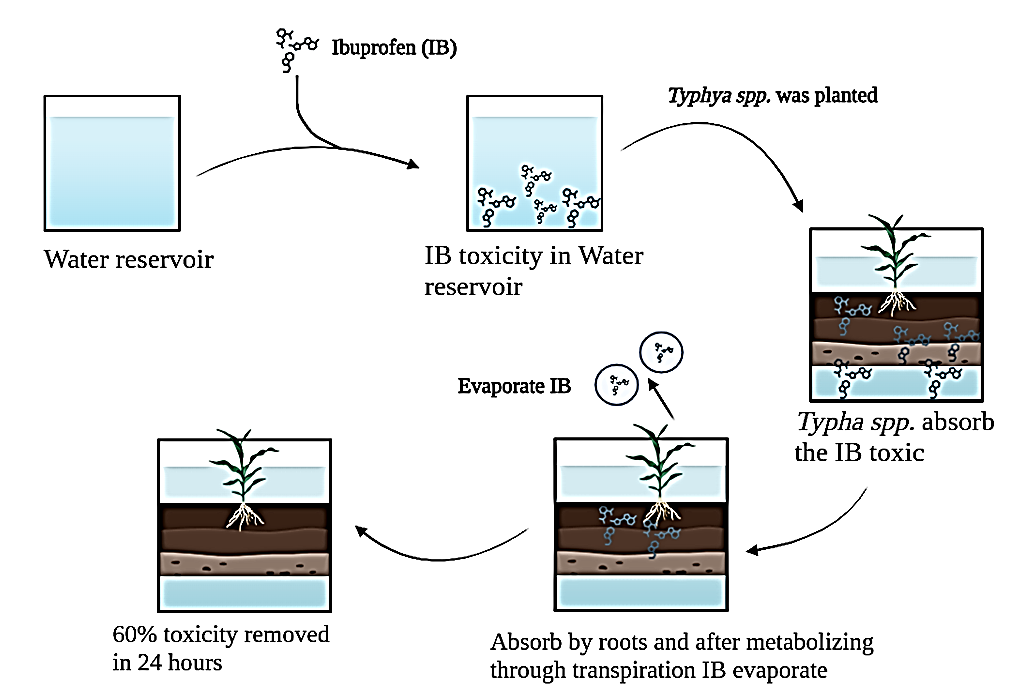 Ibuprofen (IB)
Typhya spp. was planted
Water reservoir
IB toxicity in Water
reservoir
Evaporate IB
Typha spp. absorb
the IB toxic
60% toxicity removed
in 24 hours
Absorb by roots and after metabolizing
through transpiration IB evaporate